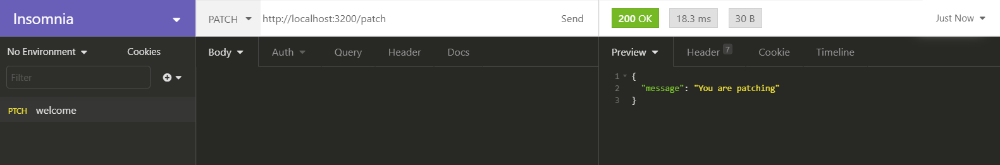 Insomnia
PATCH http://localhost:3200/patch Send
200 OK 18.3 ms 30 B Just Now
No Environment Cookies
Body Auth Query Header Docs
Preview Header 7 Cookie Timeline
Filter
PTCH welcome
1 {
2 "message": "You are patching"
3 }